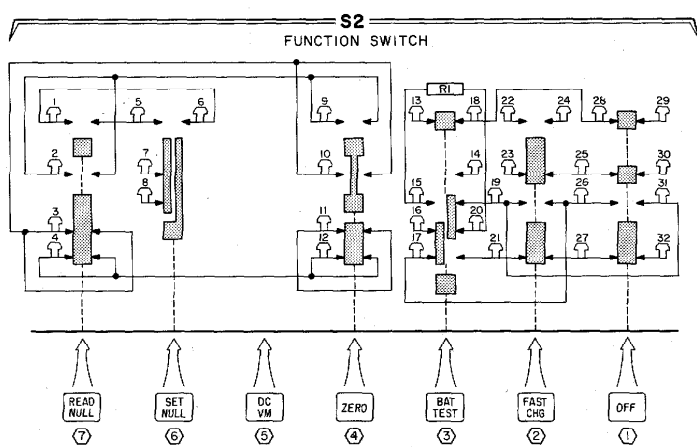 S2
FUNCTION SWITCH
R1
1 5 6 9 13 18 22 24 28 29
2 7 10 14 23 25 30
8 15 19 26 31
3 11 16 20
4 12 17 21 27 32
READ NULL
SET NULL
DC VM
ZERO
BAT TEST
FAST CHG
OFF
7 6 5 4 3 2 1